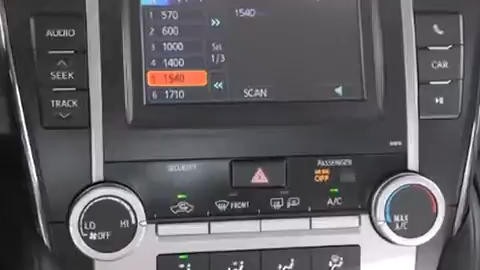 1 570
1540
2 600
3 1000
Set
4 1400
1/3
5 1540
6 1710
SCAN
AUDIO
SEEK
TRACK
CAR
SECURITY
PASSENGER
OFF
FRONT
A/C
LO
HI
OFF
MAX
A/C